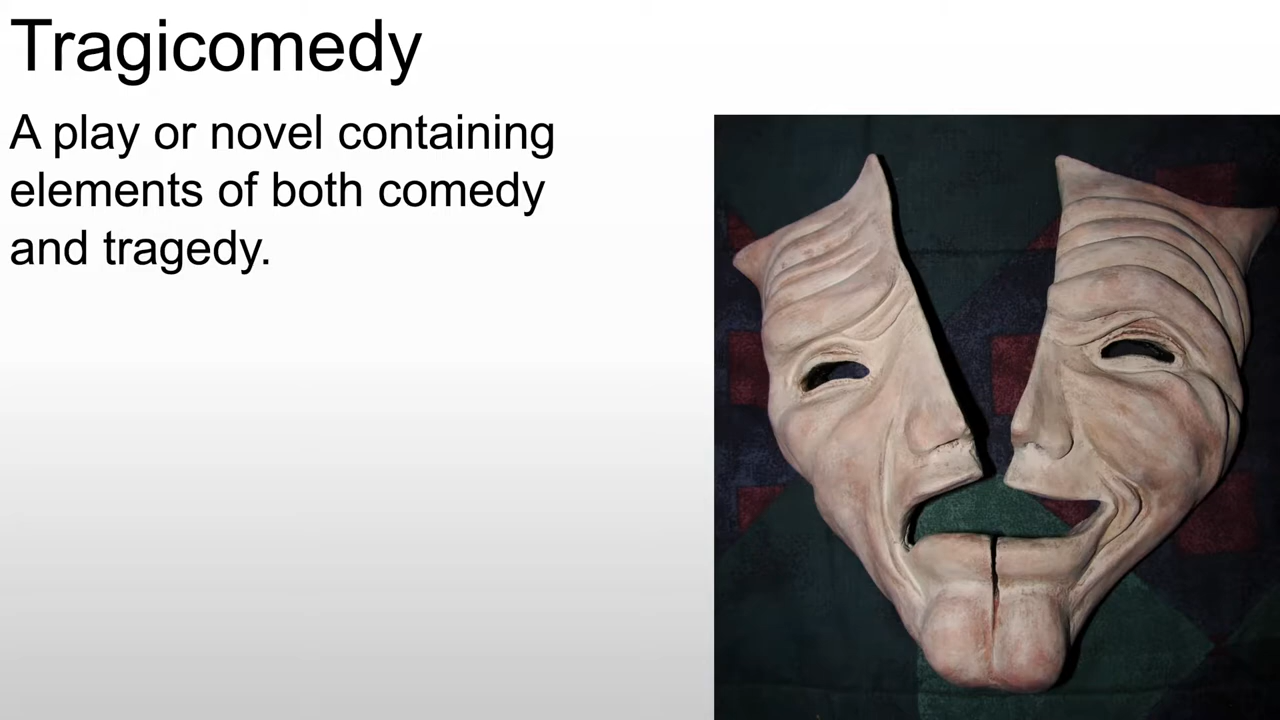 Tragicomedy
A play or novel containing
elements of both comedy
and tragedy.